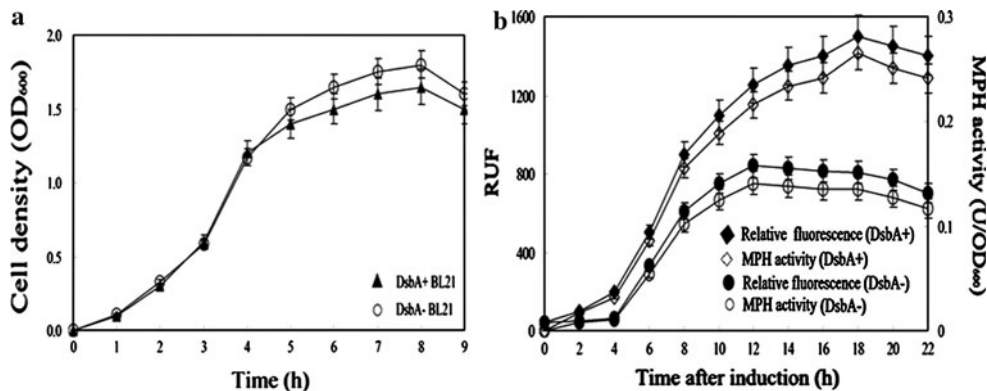 a
Cell density (OD600)
2.0
1.5
1.0
0.5
0.0
DsbA+ BL21
DsbA- BL21
0 1 2 3 4 5 6 7 8 9
Time (h)
b
RUF
1600
1200
800
400
0
MPH activity (U/OD600)
0.3
0.2
0.1
0
Relative fluorescence (DsbA+)
MPH activity (DsbA+)
Relative fluorescence (DsbA-)
MPH activity (DsbA-)
0 2 4 6 8 10 12 14 16 18 20 22
Time after induction (h)